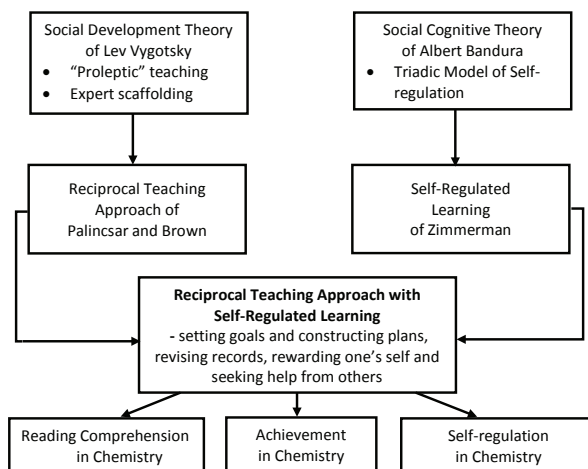 Social Development Theory
of Lev Vygotsky
• “Proleptic” teaching
• Expert scaffolding
Social Cognitive Theory
of Albert Bandura
• Triadic Model of Self-
regulation
Reciprocal Teaching
Approach of
Palincsar and Brown
Self-Regulated
Learning
of Zimmerman
Reciprocal Teaching Approach with
Self-Regulated Learning
- setting goals and constructing plans,
revising records, rewarding one’s self and
seeking help from others
Reading Comprehension
in Chemistry
Achievement
in Chemistry
Self-regulation
in Chemistry